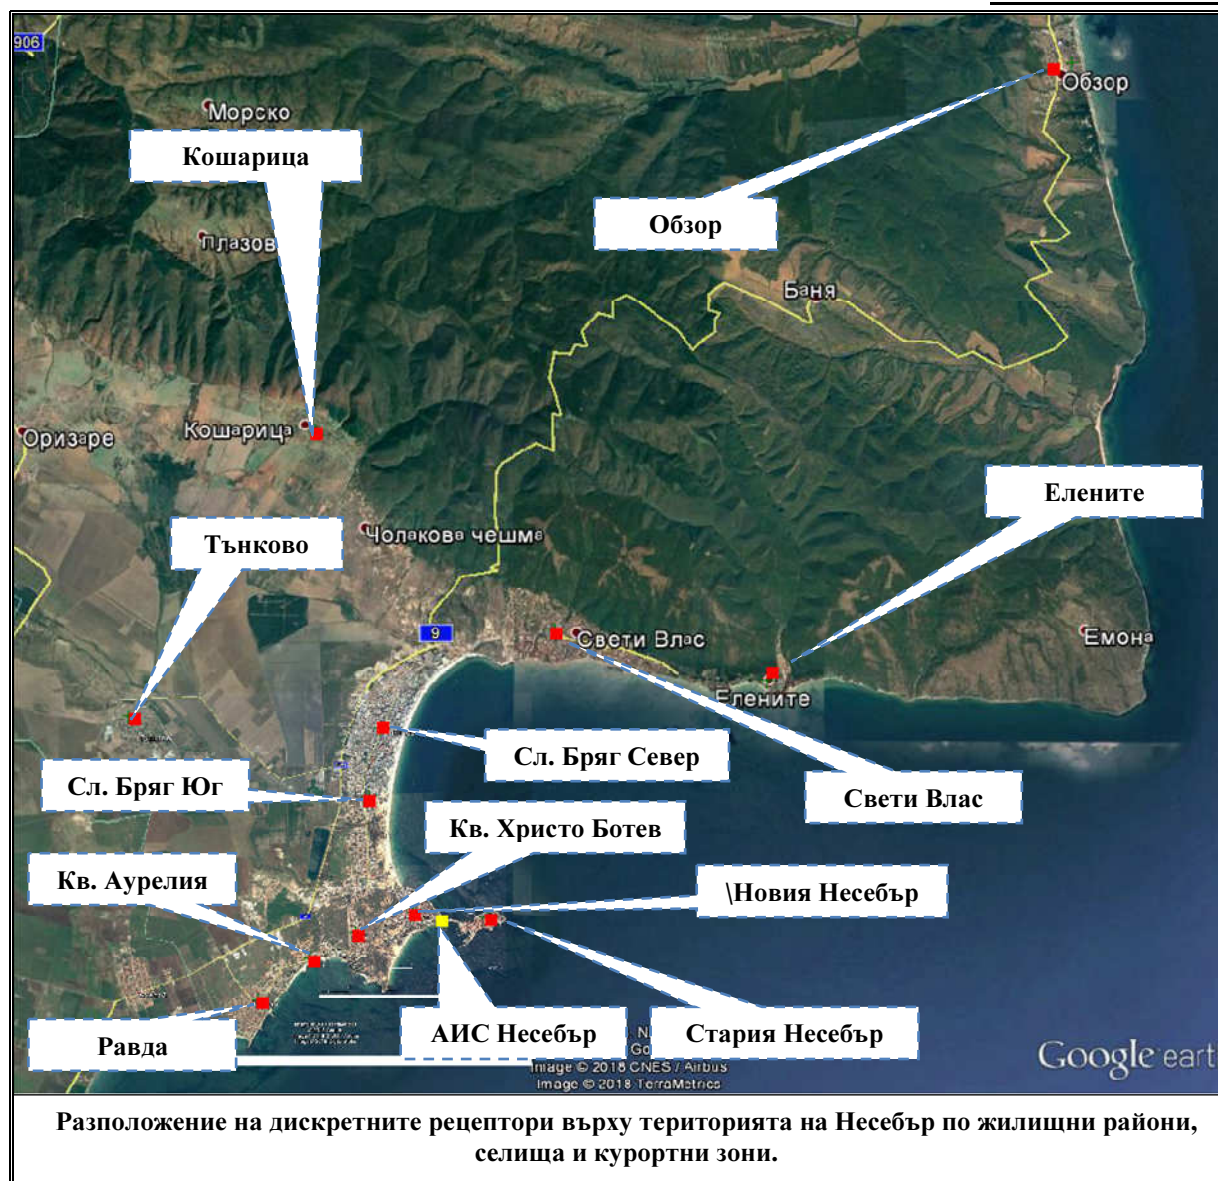 906
Обзор
Морско
Кошарица
Обзор
Плазов
Баня
Кошарица
Оризаре
Елените
Чолакова чешма
Тънково
9
Свети Влас
Емона
Елените
Сл. Бряг Север
Сл. Бряг Юг
Свети Влас
Кв. Христо Ботев
Кв. Аурелия
\Новия Несебър
АИС Несебър
Стария Несебър
Равда
Google eart
Image © 2018 CNES / Airbus
Image © 2018 TerraMetrics
Разположение на дискретните рецептори върху територията на Несебър по жилищни райони,
селища и курортни зони.